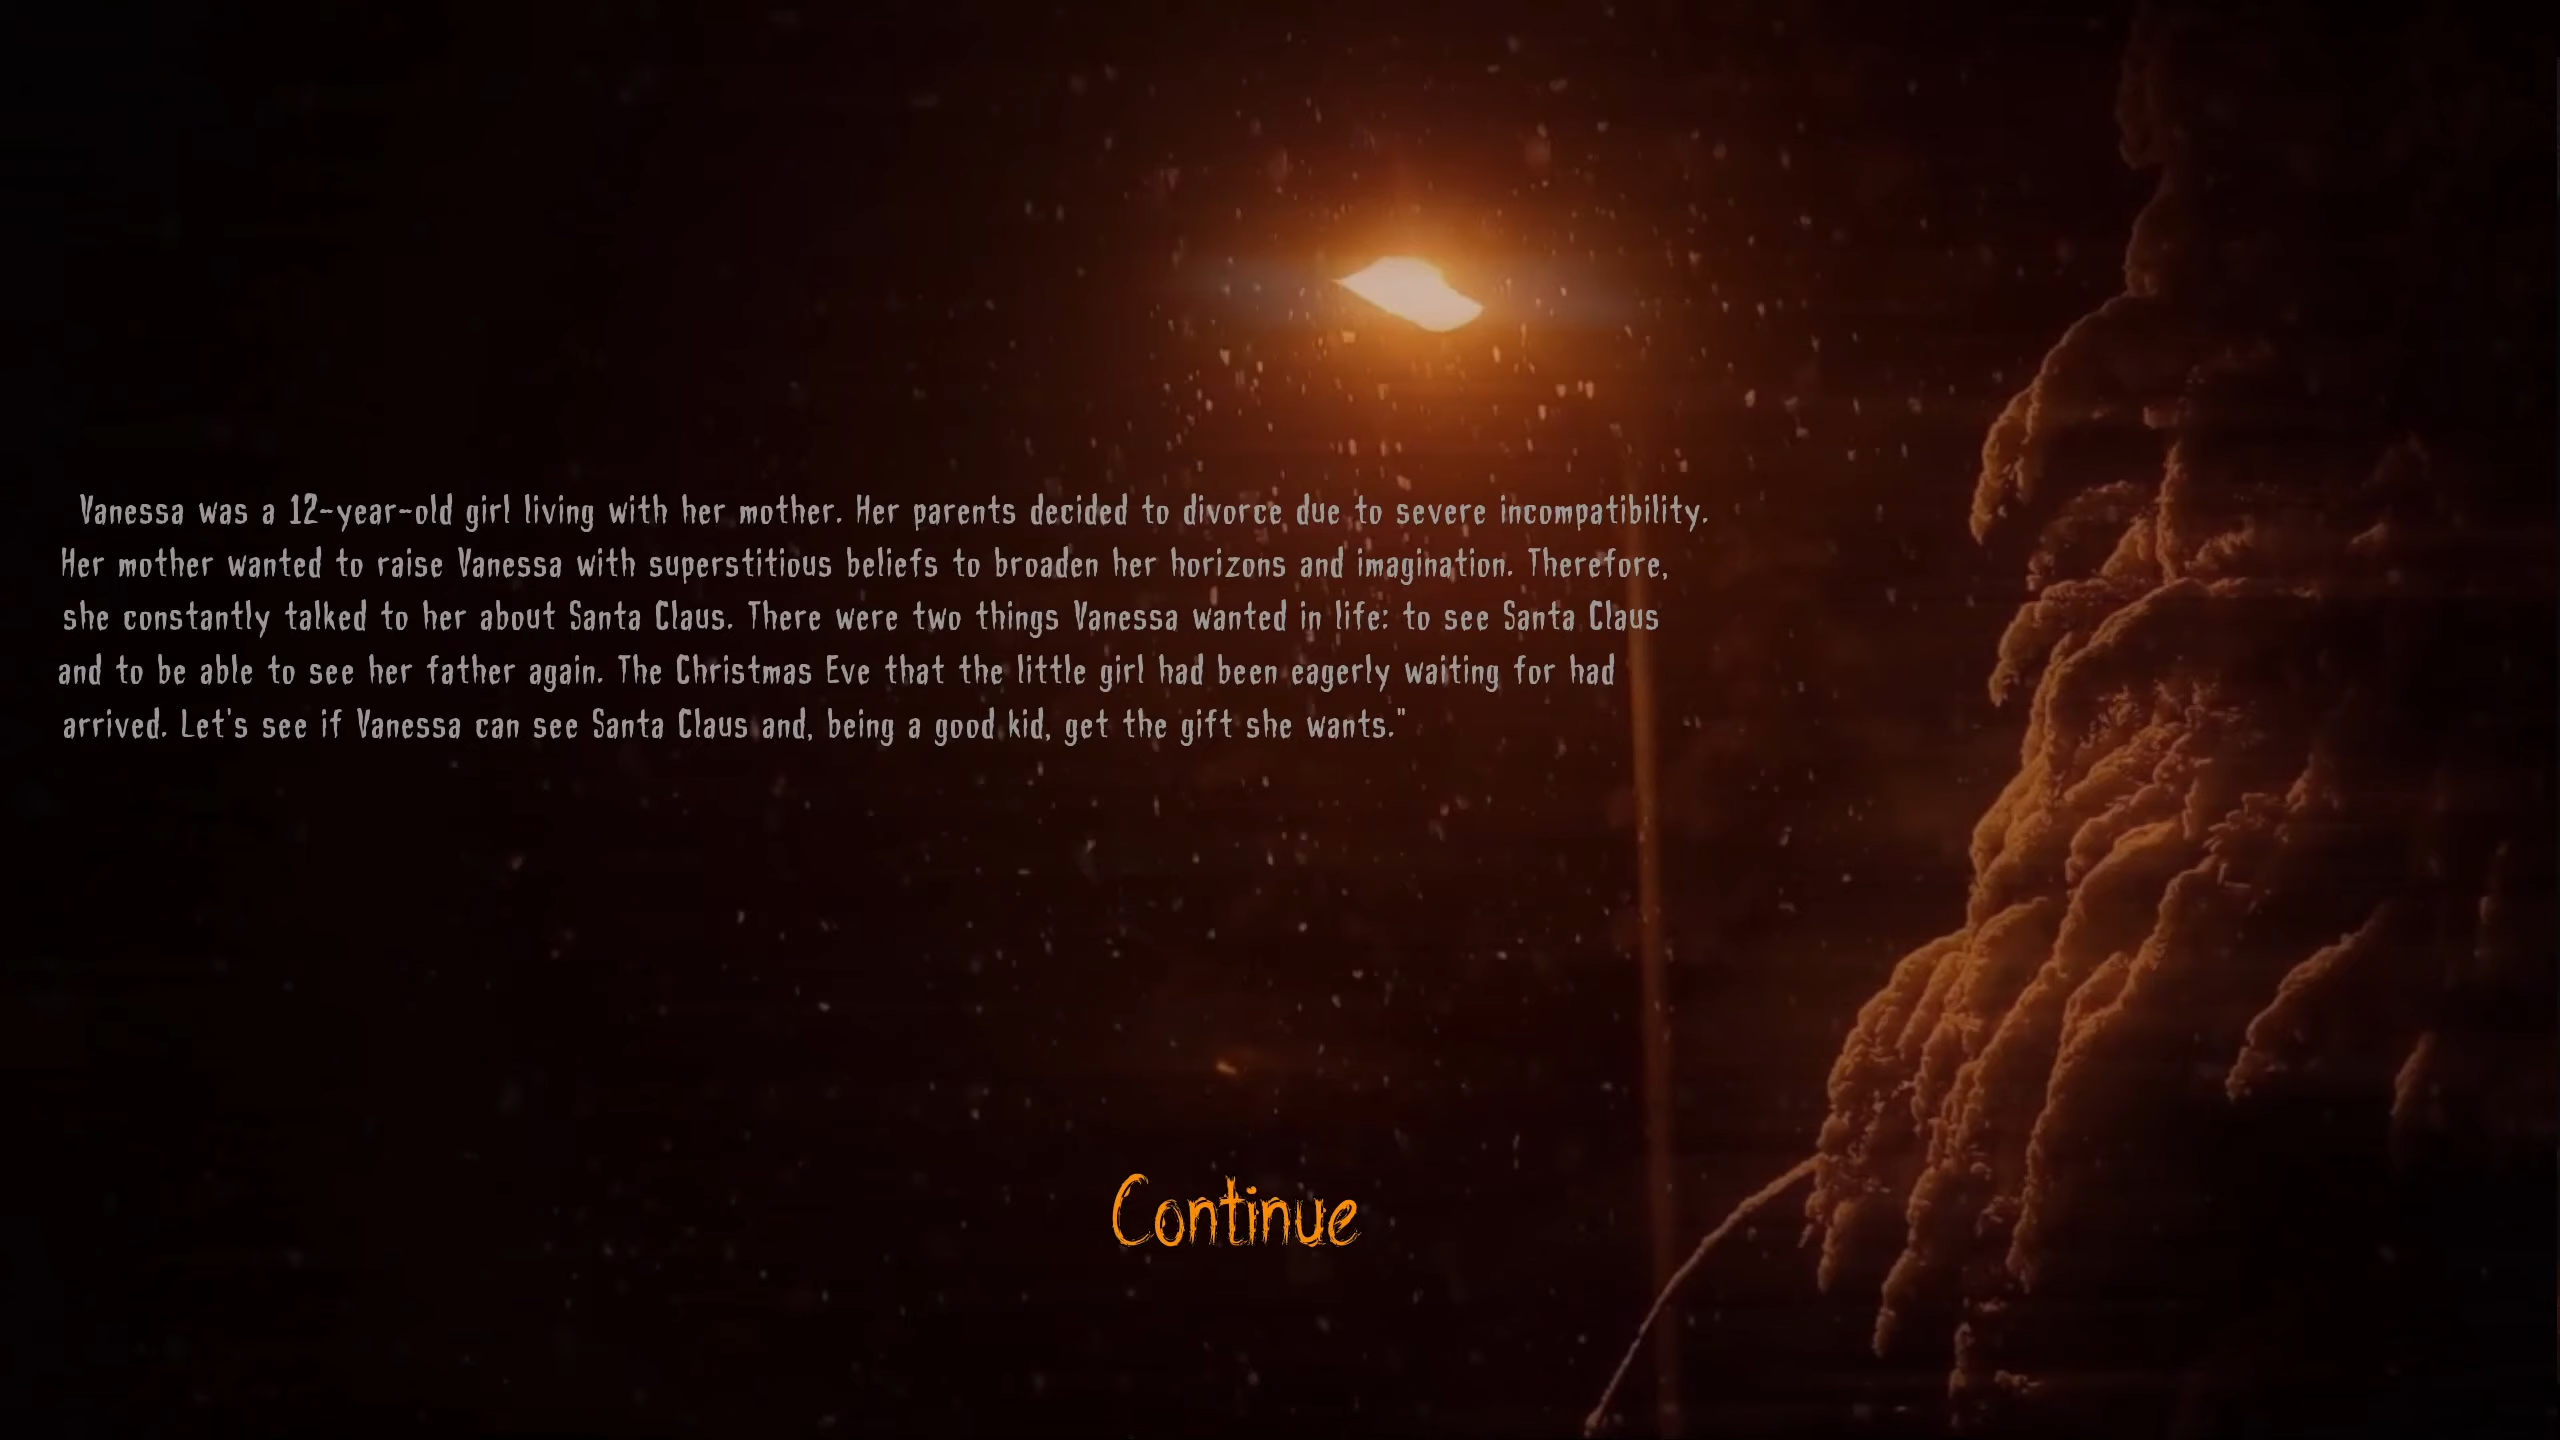 Vanessa was a 12-year-old girl living with her mother. Her parents decided to divorce due to severe incompatibility.
Her mother wanted to raise Vanessa with superstitious beliefs to broaden her horizons and imagination. Therefore,
she constantly talked to her about Santa Claus. There were two things Vanessa wanted in life: to see Santa Claus
and to be able to see her father again. The Christmas Eve that the little girl had been eagerly waiting for had
arrived. Let's see if Vanessa can see Santa Claus and, being a good kid, get the gift she wants."
Continue